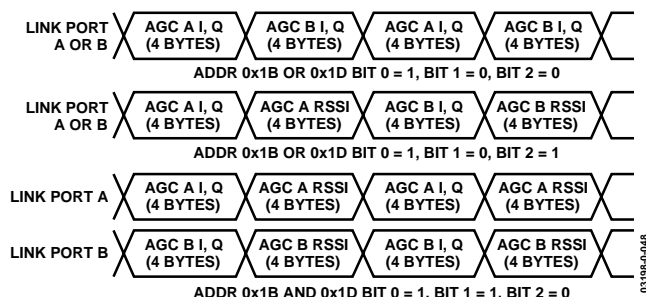 LINK PORT
A OR B
AGC A I, Q
(4 BYTES)
AGC B I, Q
(4 BYTES)
AGC A I, Q
(4 BYTES)
AGC B I, Q
(4 BYTES)
ADDR 0x1B OR 0x1D BIT 0 = 1, BIT 1 = 0, BIT 2 = 0
LINK PORT
A OR B
AGC A I, Q
(4 BYTES)
AGC A RSSI
(4 BYTES)
AGC B I, Q
(4 BYTES)
AGC B RSSI
(4 BYTES)
ADDR 0x1B OR 0x1D BIT 0 = 1, BIT 1 = 0, BIT 2 = 1
LINK PORT A
AGC A I, Q
(4 BYTES)
AGC A RSSI
(4 BYTES)
AGC A I, Q
(4 BYTES)
AGC A RSSI
(4 BYTES)
LINK PORT B
AGC B I, Q
(4 BYTES)
AGC B RSSI
(4 BYTES)
AGC B I, Q
(4 BYTES)
AGC B RSSI
(4 BYTES)
ADDR 0x1B AND 0x1D BIT 0 = 1, BIT 1 = 1, BIT 2 = 0
03198-0-048